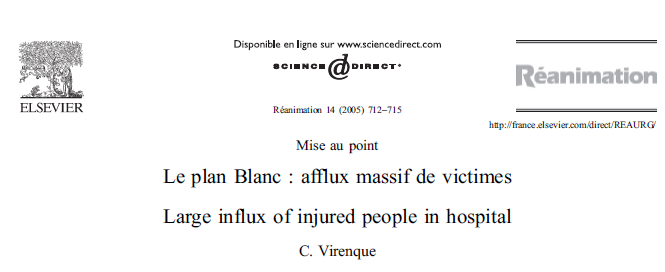 Disponible en ligne sur www.sciencedirect.com
SCIENCE @ DIRECT®
ELSEVIER
Réanimation
Réanimation 14 (2005) 712–715
http://france.elsevier.com/direct/REAURG/
Mise au point
Le plan Blanc : afflux massif de victimes
Large influx of injured people in hospital
C. Virenque